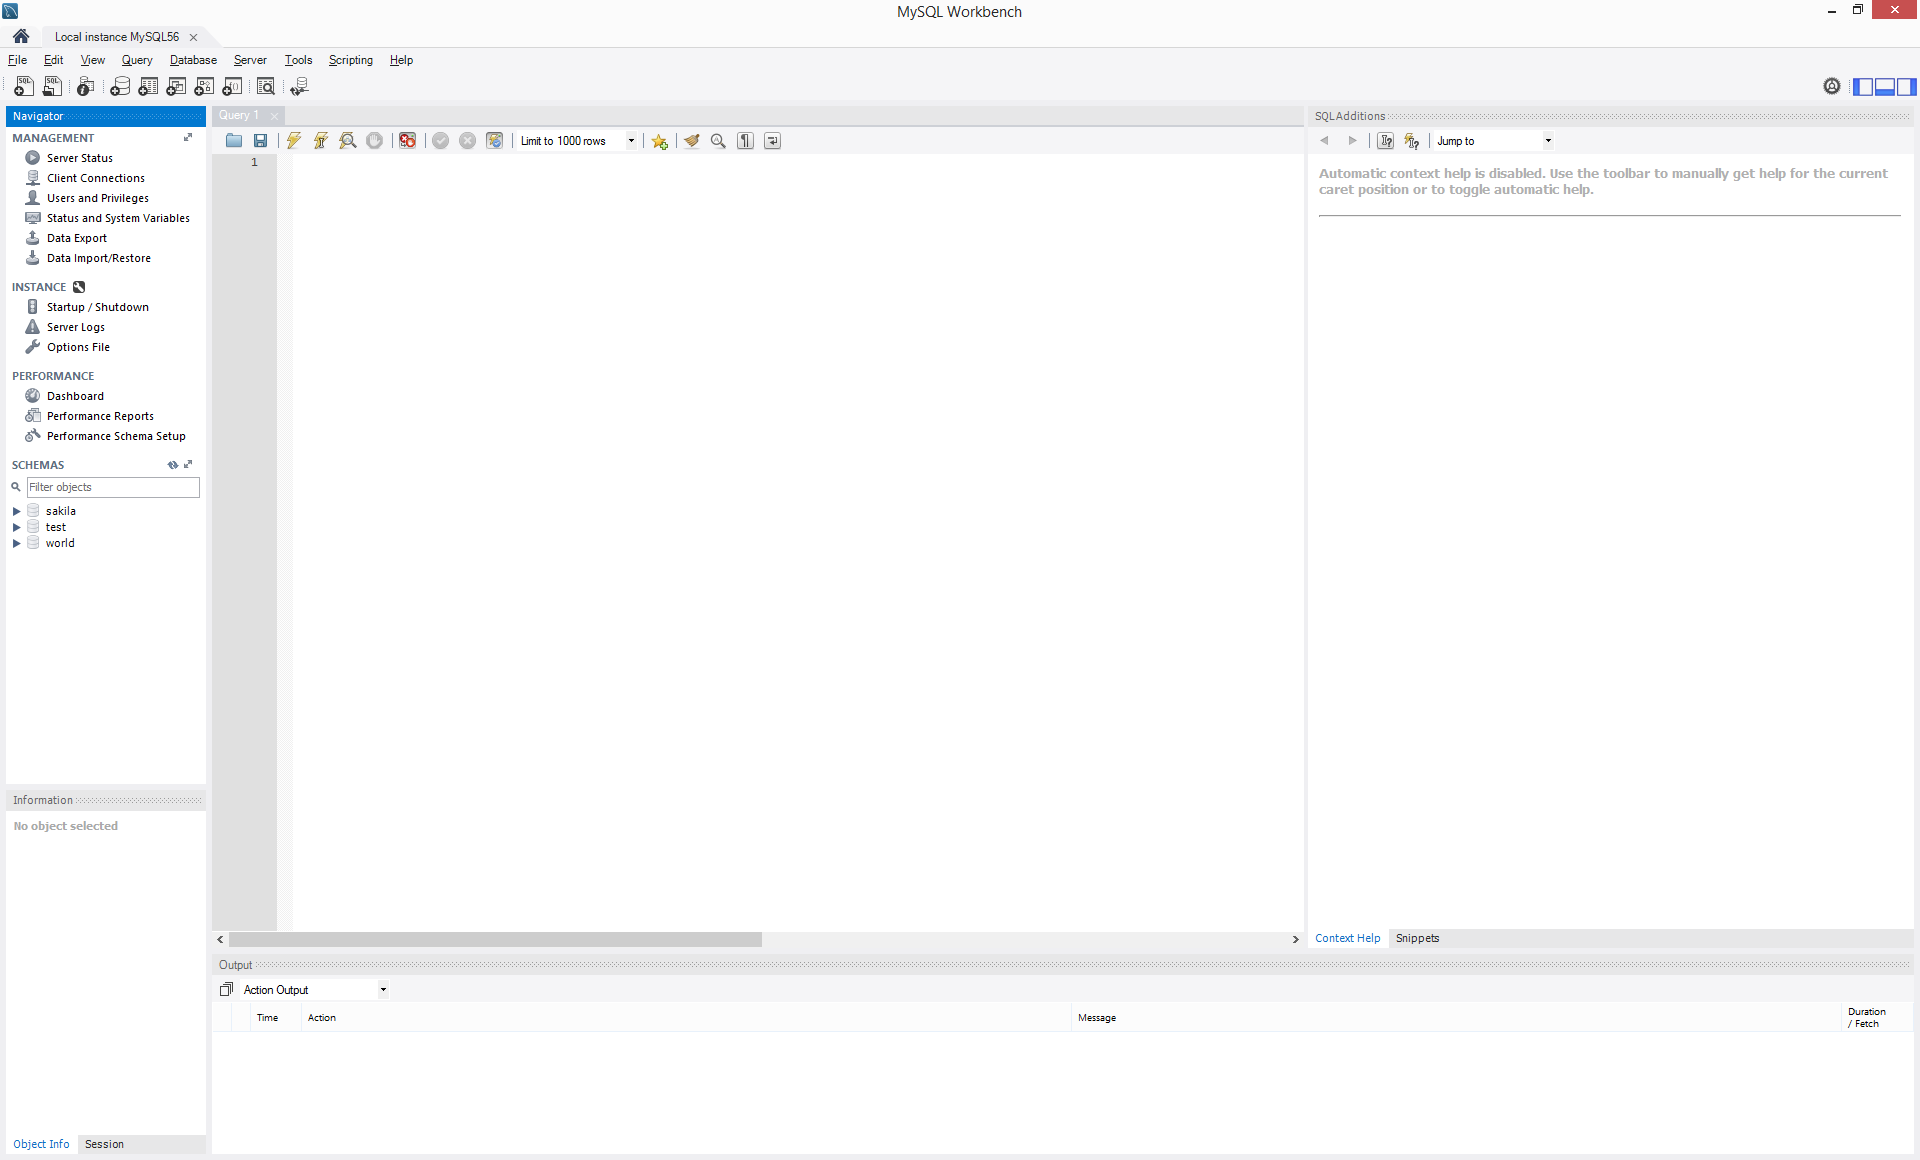 MySQL Workbench
Local instance MySQL56
File Edit View Query Database Server Tools Scripting Help
Navigator
MANAGEMENT
Server Status
Client Connections
Users and Privileges
Status and System Variables
Data Export
Data Import/Restore
INSTANCE
Startup / Shutdown
Server Logs
Options File
PERFORMANCE
Dashboard
Performance Reports
Performance Schema Setup
SCHEMAS
Filter objects
sakila
test
world
Information
No object selected
Object Info Session
Query 1
Limit to 1000 rows
1
SQLAdditions
Jump to
Automatic context help is disabled. Use the toolbar to manually get help for the current
caret position or to toggle automatic help.
Context Help Snippets
Output
Action Output
Time Action Message Duration
/ Fetch